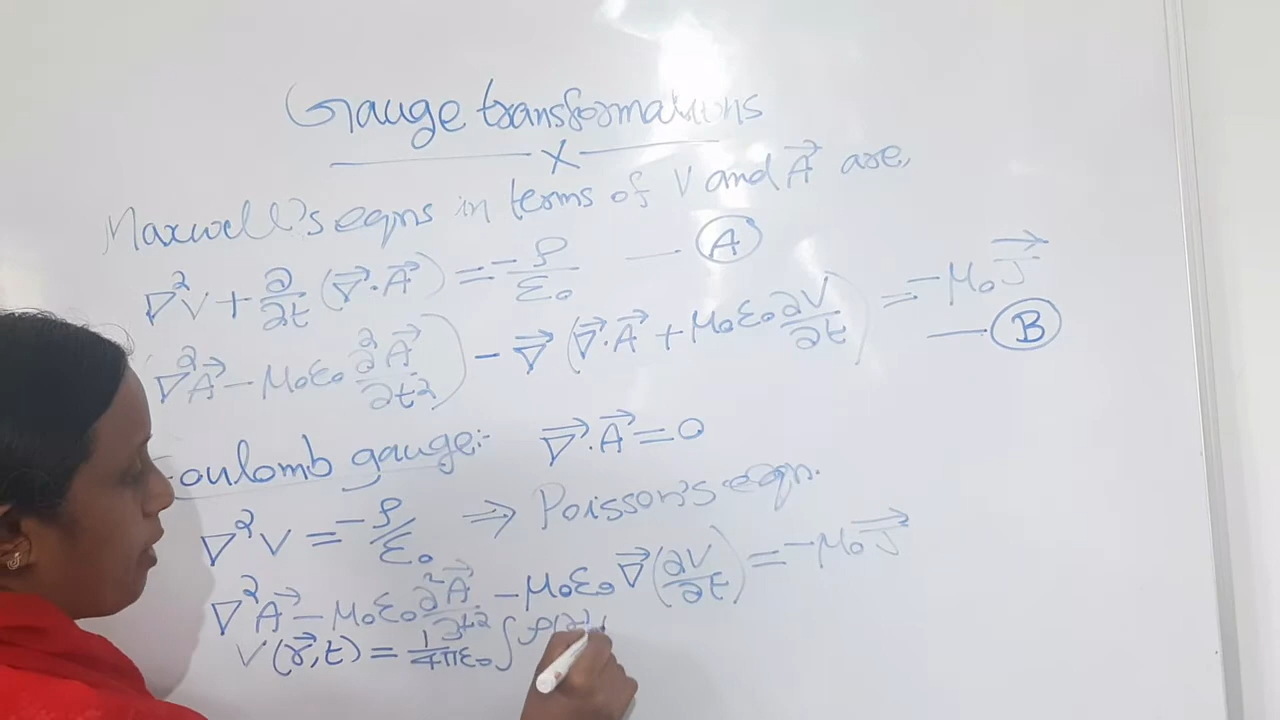 Gauge transformations
x
Maxwell's eqns in terms of V and A⃗ are,
∇²V + ∂/∂t (∇⃗·A⃗) = -ρ/ε₀ — (A)
∇²A⃗ - μ₀ε₀ ∂²A⃗/∂t²) - ∇⃗ (∇⃗·A⃗ + μ₀ε₀ ∂V/∂t) = -μ₀J⃗ — (B)
oulomb gauge:- ∇⃗·A⃗ = 0
∇²V = -ρ/ε₀ ⇒ Poisson's eqn.
∇²A⃗ - μ₀ε₀ ∂²A⃗/∂t² - μ₀ε₀ ∇⃗(∂V/∂t) = -μ₀J⃗
V(r⃗,t) = 1/4πε₀ ∫ρ(